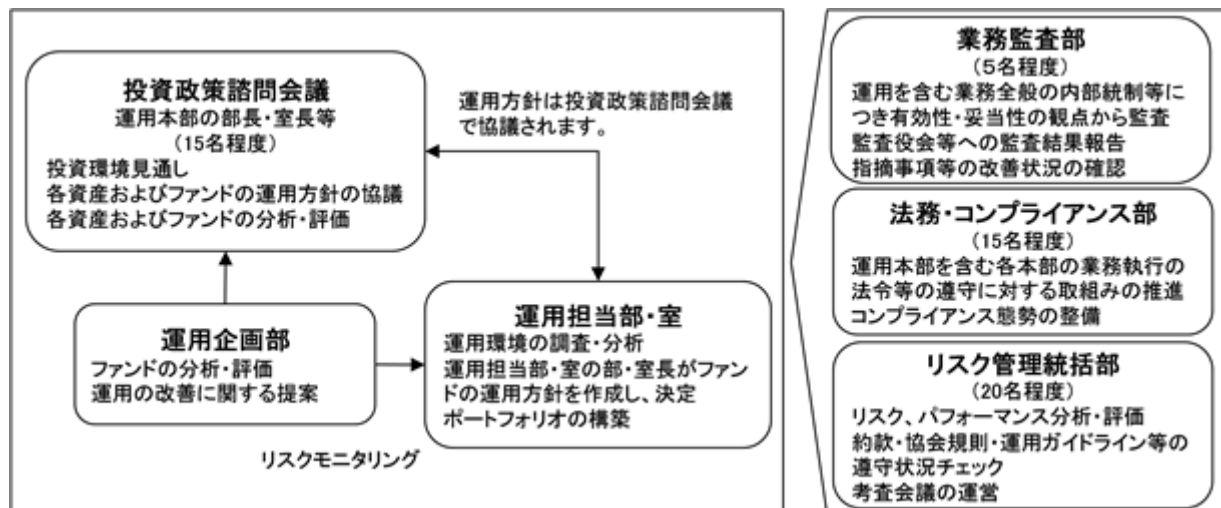 投資政策諮問会議
運用本部の部長・室長等
（15名程度）
投資環境見通し
各資産およびファンドの運用方針の協議
各資産およびファンドの分析・評価
運用方針は投資政策諮問会議
で協議されます。
運用企画部
ファンドの分析・評価
運用の改善に関する提案
運用担当部・室
運用環境の調査・分析
運用担当部・室の部・室長がファン
ドの運用方針を作成し、決定
ポートフォリオの構築
リスクモニタリング
業務監査部
（5名程度）
運用を含む業務全般の内部統制等に
つき有効性・妥当性の観点から監査
監査役会等への監査結果報告
指摘事項等の改善状況の確認
法務・コンプライアンス部
（15名程度）
運用本部を含む各本部の業務執行の
法令等の遵守に対する取組みの推進
コンプライアンス態勢の整備
リスク管理統括部
（20名程度）
リスク、パフォーマンス分析・評価
約款・協会規則・運用ガイドライン等の
遵守状況チェック
考査会議の運営